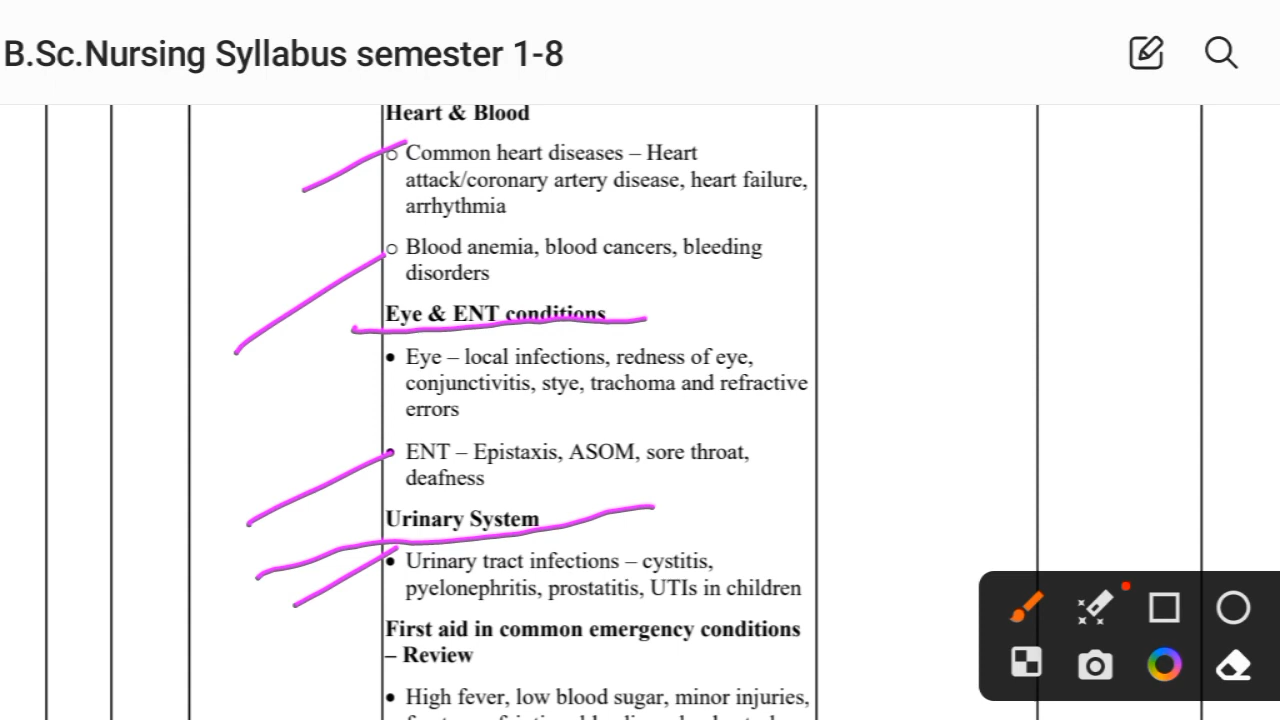 B.Sc.Nursing Syllabus semester 1-8
Heart & Blood
○ Common heart diseases – Heart
attack/coronary artery disease, heart failure,
arrhythmia
○ Blood anemia, blood cancers, bleeding
disorders
Eye & ENT conditions
• Eye – local infections, redness of eye,
conjunctivitis, stye, trachoma and refractive
errors
• ENT – Epistaxis, ASOM, sore throat,
deafness
Urinary System
• Urinary tract infections – cystitis,
pyelonephritis, prostatitis, UTIs in children
First aid in common emergency conditions
– Review
• High fever, low blood sugar, minor injuries,